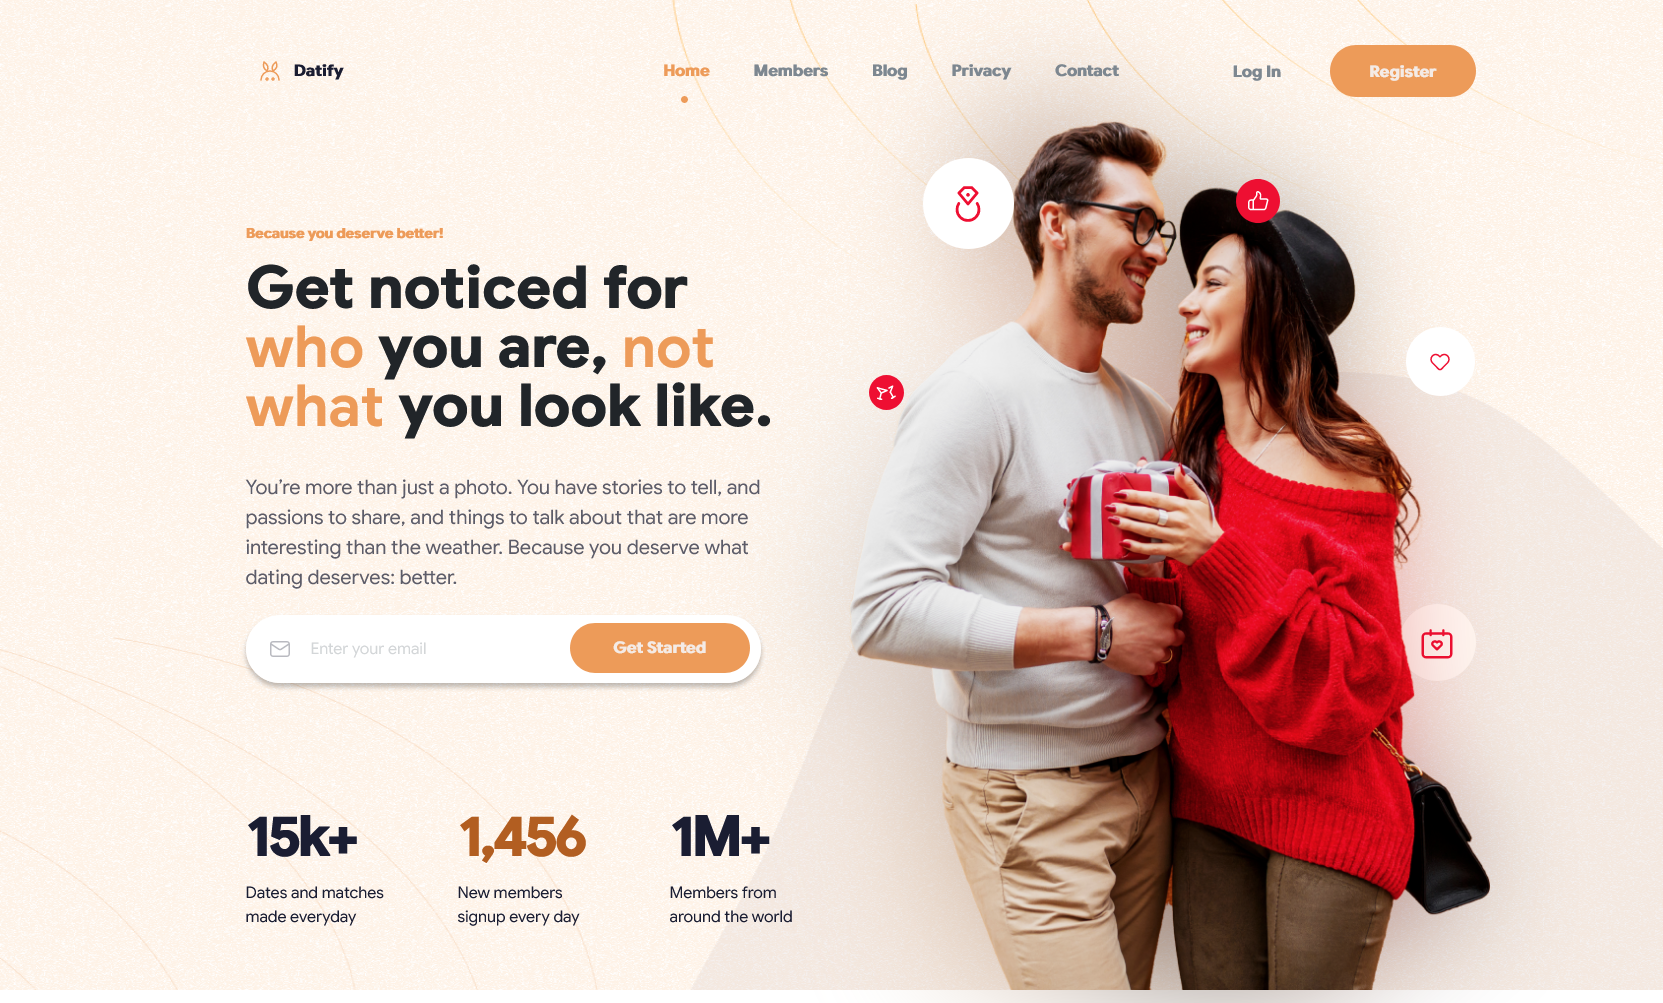 Datify
Home
Members
Blog
Privacy
Contact
Log In
Register
Because you deserve better!
Get noticed for
who you are, not
what you look like.
You're more than just a photo. You have stories to tell, and
passions to share, and things to talk about that are more
interesting than the weather. Because you deserve what
dating deserves: better.
Enter your email
Get Started
15k+
Dates and matches
made everyday
1,456
New members
signup every day
1M+
Members from
around the world